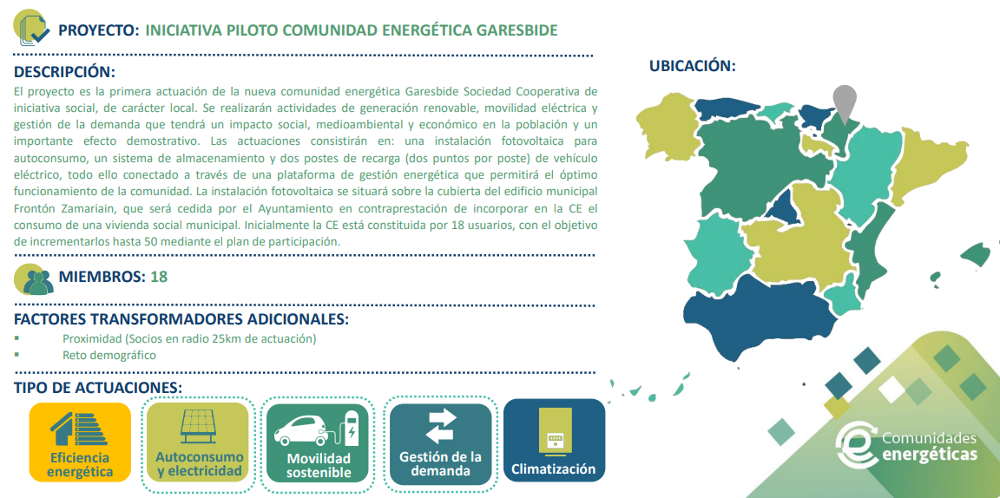 PROYECTO: INICIATIVA PILOTO COMUNIDAD ENERGÉTICA GARESBIDE
DESCRIPCIÓN:
El proyecto es la primera actuación de la nueva comunidad energética Garesbide Sociedad Cooperativa de
iniciativa social, de carácter local. Se realizarán actividades de generación renovable, movilidad eléctrica y
gestión de la demanda que tendrá un impacto social, medioambiental y económico en la población y un
importante efecto demostrativo. Las actuaciones consistirán en: una instalación fotovoltaica para
autoconsumo, un sistema de almacenamiento y dos postes de recarga (dos puntos por poste) de vehículo
eléctrico, todo ello conectado a través de una plataforma de gestión energética que permitirá el óptimo
funcionamiento de la comunidad. La instalación fotovoltaica se situará sobre la cubierta del edificio municipal
Frontón Zamariain, que será cedida por el Ayuntamiento en contraprestación de incorporar en la CE el
consumo de una vivienda social municipal. Inicialmente la CE está constituida por 18 usuarios, con el objetivo
de incrementarlos hasta 50 mediante el plan de participación.
MIEMBROS: 18
FACTORES TRANSFORMADORES ADICIONALES:
▪ Proximidad (Socios en radio 25km de actuación)
▪ Reto demográfico
TIPO DE ACTUACIONES:
Eficiencia
energética
Autoconsumo
y electricidad
Movilidad
sostenible
Gestión de la
demanda
Climatización
UBICACIÓN:
Comunidades
energéticas